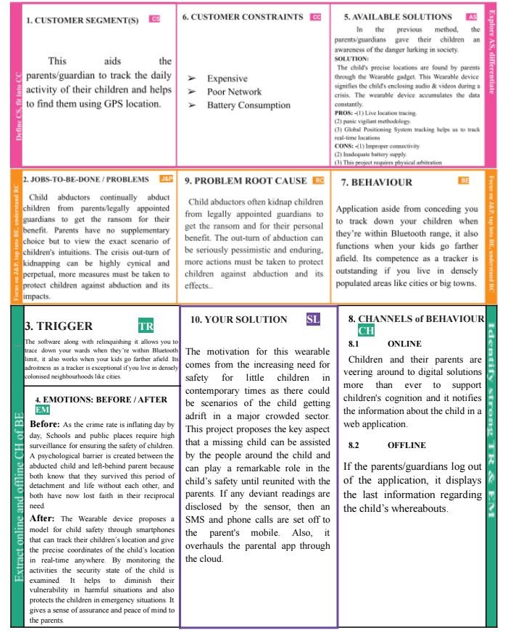 1. CUSTOMER SEGMENT(S) CS
This aids the
parents/guardian to track the daily
activity of their children and helps
to find them using GPS location.
Define CS, fit into CC
6. CUSTOMER CONSTRAINTS CC
➢ Expensive
➢ Poor Network
➢ Battery Consumption
5. AVAILABLE SOLUTIONS AS
In the previous method, the
parents/guardians gave their children an
awareness of the danger lurking in society.
SOLUTION:
The child's precise locations are found by parents
through the Wearable gadget. This Wearable device
signifies the child's enclosing audio & videos during a
crisis. The wearable device accumulates the data
constantly.
PROS: -(1) Live location tracing.
(2) panic vigilant methodology.
(3) Global Positioning System tracking helps us to track
real-time locations
CONS: -(1) Improper connectivity
(2) Inadequate battery supply.
(3) This project requires physical arbitration
Explore AS, differentiate
2. JOBS-TO-BE-DONE / PROBLEMS J&P
Child abductors continually abduct
children from parents/legally appointed
guardians to get the ransom for their
benefit. Parents have no supplementary
choice but to view the exact scenario of
children's intuitions. The crisis out-turn of
kidnapping can be highly cynical and
perpetual, more measures must be taken to
protect children against abduction and its
impacts.
Focus on J&P, tap into BE, understand RC
9. PROBLEM ROOT CAUSE RC
Child abductors often kidnap children
from legally appointed guardians to
get the ransom and for their personal
benefit. The out-turn of abduction can
be seriously pessimistic and enduring,
more actions must be taken to protect
children against abduction and its
effects..
7. BEHAVIOUR BE
Application aside from conceding you
to track down your children when
they're within Bluetooth range, it also
functions when your kids go farther
afield. Its competence as a tracker is
outstanding if you live in densely
populated areas like cities or big towns.
Focus on J&P, tap into BE, understand RC
3. TRIGGER TR
The software along with relinquishing it allows you to
trace down your wards when they're within Bluetooth
limit, it also works when your kids go farther afield. Its
adroitness as a tracker is exceptional if you live in densely
colonised neighbourhoods like cities.
4. EMOTIONS: BEFORE / AFTER
EM
Before: As the crime rate is inflating day by
day, Schools and public places require high
surveillance for ensuring the safety of children.
A psychological barrier is created between the
abducted child and left-behind parent because
both know that they survived this period of
detachment and life without each other, and
both have now lost faith in their reciprocal
need.
After: The Wearable device proposes a
model for child safety through smartphones
that can track their children's location and give
the precise coordinates of the child's location
in real-time anywhere. By monitoring the
activities the security state of the child is
examined. It helps to diminish their
vulnerability in harmful situations and also
protects the children in emergency situations. It
gives a sense of assurance and peace of mind to
the parents.
Extract online and offline CH of BE
10. YOUR SOLUTION SL
The motivation for this wearable
comes from the increasing need for
safety for little children in
contemporary times as there could
be scenarios of the child getting
adrift in a major crowded sector.
This project proposes the key aspect
that a missing child can be assisted
by the people around the child and
can play a remarkable role in the
child's safety until reunited with the
parents. If any deviant readings are
disclosed by the sensor, then an
SMS and phone calls are set off to
the parent's mobile. Also, it
overhauls the parental app through
the cloud.
8. CHANNELS of BEHAVIOUR
CH
8.1 ONLINE
Children and their parents are
veering around to digital solutions
more than ever to support
children's cognition and it notifies
the information about the child in a
web application.
8.2 OFFLINE
If the parents/guardians log out
of the application, it displays
the last information regarding
the child's whereabouts.
Identify strong TR & EM